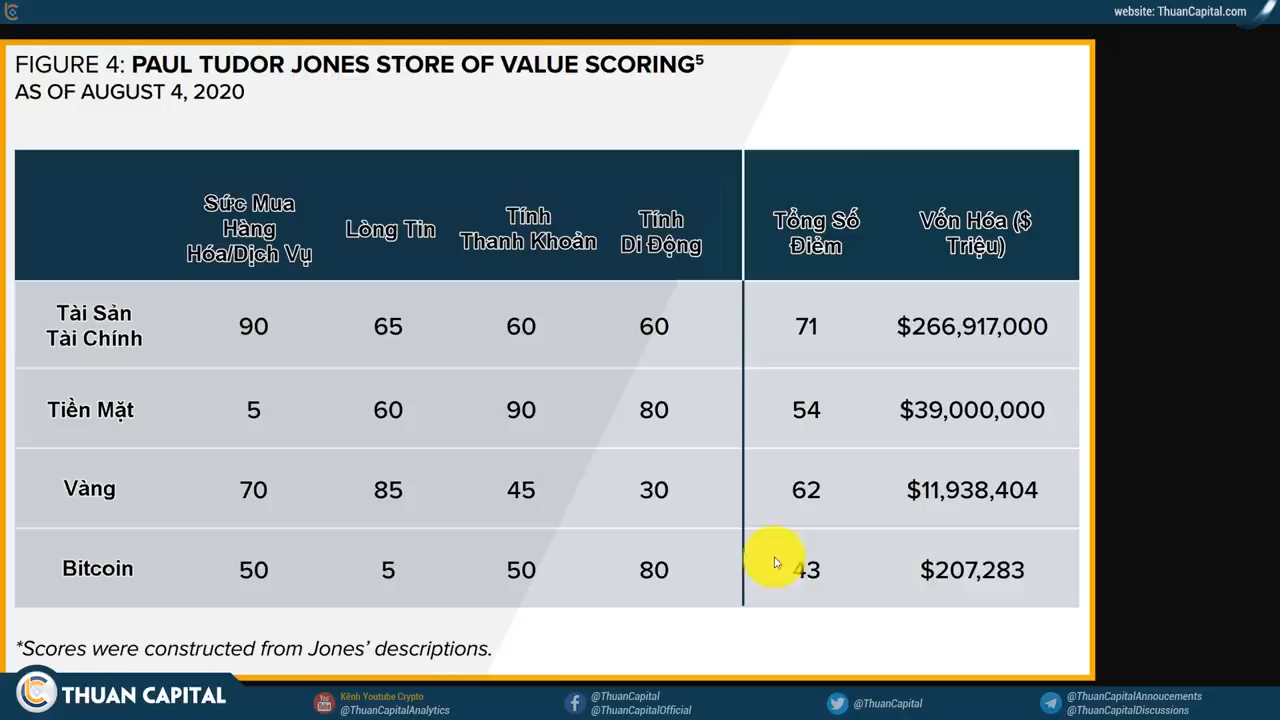 website: ThuanCapital.com
FIGURE 4: PAUL TUDOR JONES STORE OF VALUE SCORING⁵
AS OF AUGUST 4, 2020
Sức Mua
Hàng
Hóa/Dịch Vụ
Lòng Tin
Tính
Thanh Khoản
Tính
Di Động
Tổng Số
Điểm
Vốn Hóa ($
Triệu)
Tài Sản
Tài Chính
90
65
60
60
71
$266,917,000
Tiền Mặt
5
60
90
80
54
$39,000,000
Vàng
70
85
45
30
62
$11,938,404
Bitcoin
50
5
50
80
43
$207,283
*Scores were constructed from Jones' descriptions.
THUAN CAPITAL
You
Tube
Kênh Youtube Crypto
@ThuanCapitalAnalytics
@ThuanCapital
@ThuanCapitalOfficial
@ThuanCapital
@ThuanCapitalAnnoucements
@ThuanCapitalDiscussions